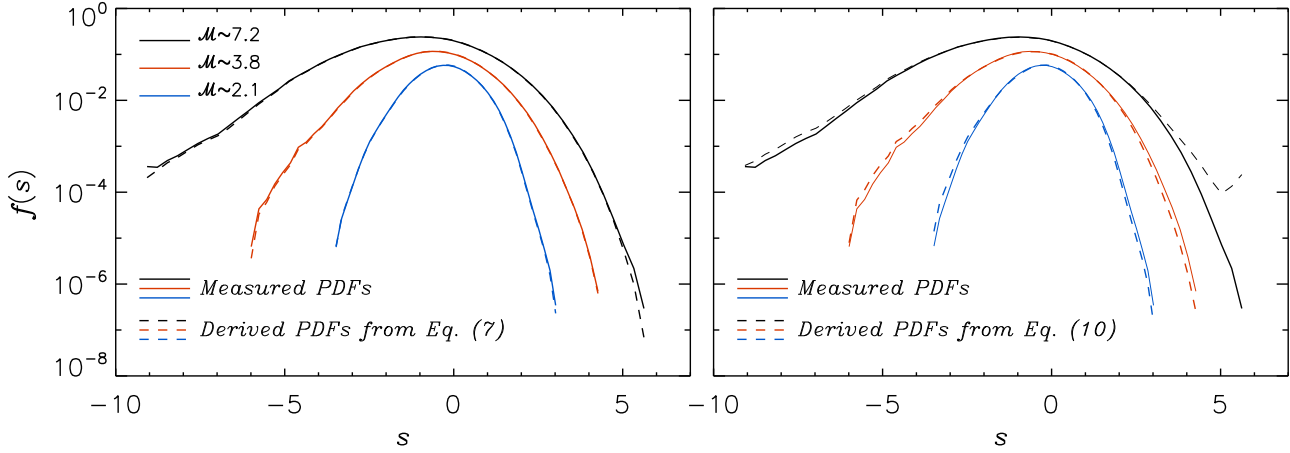 10^0
10^-2
10^-4
10^-6
10^-8
f(s)
M~7.2
M~3.8
M~2.1
Measured PDFs
Derived PDFs from Eq. (7)
-10
-5
0
5
s
Measured PDFs
Derived PDFs from Eq. (10)
-10
-5
0
5
s